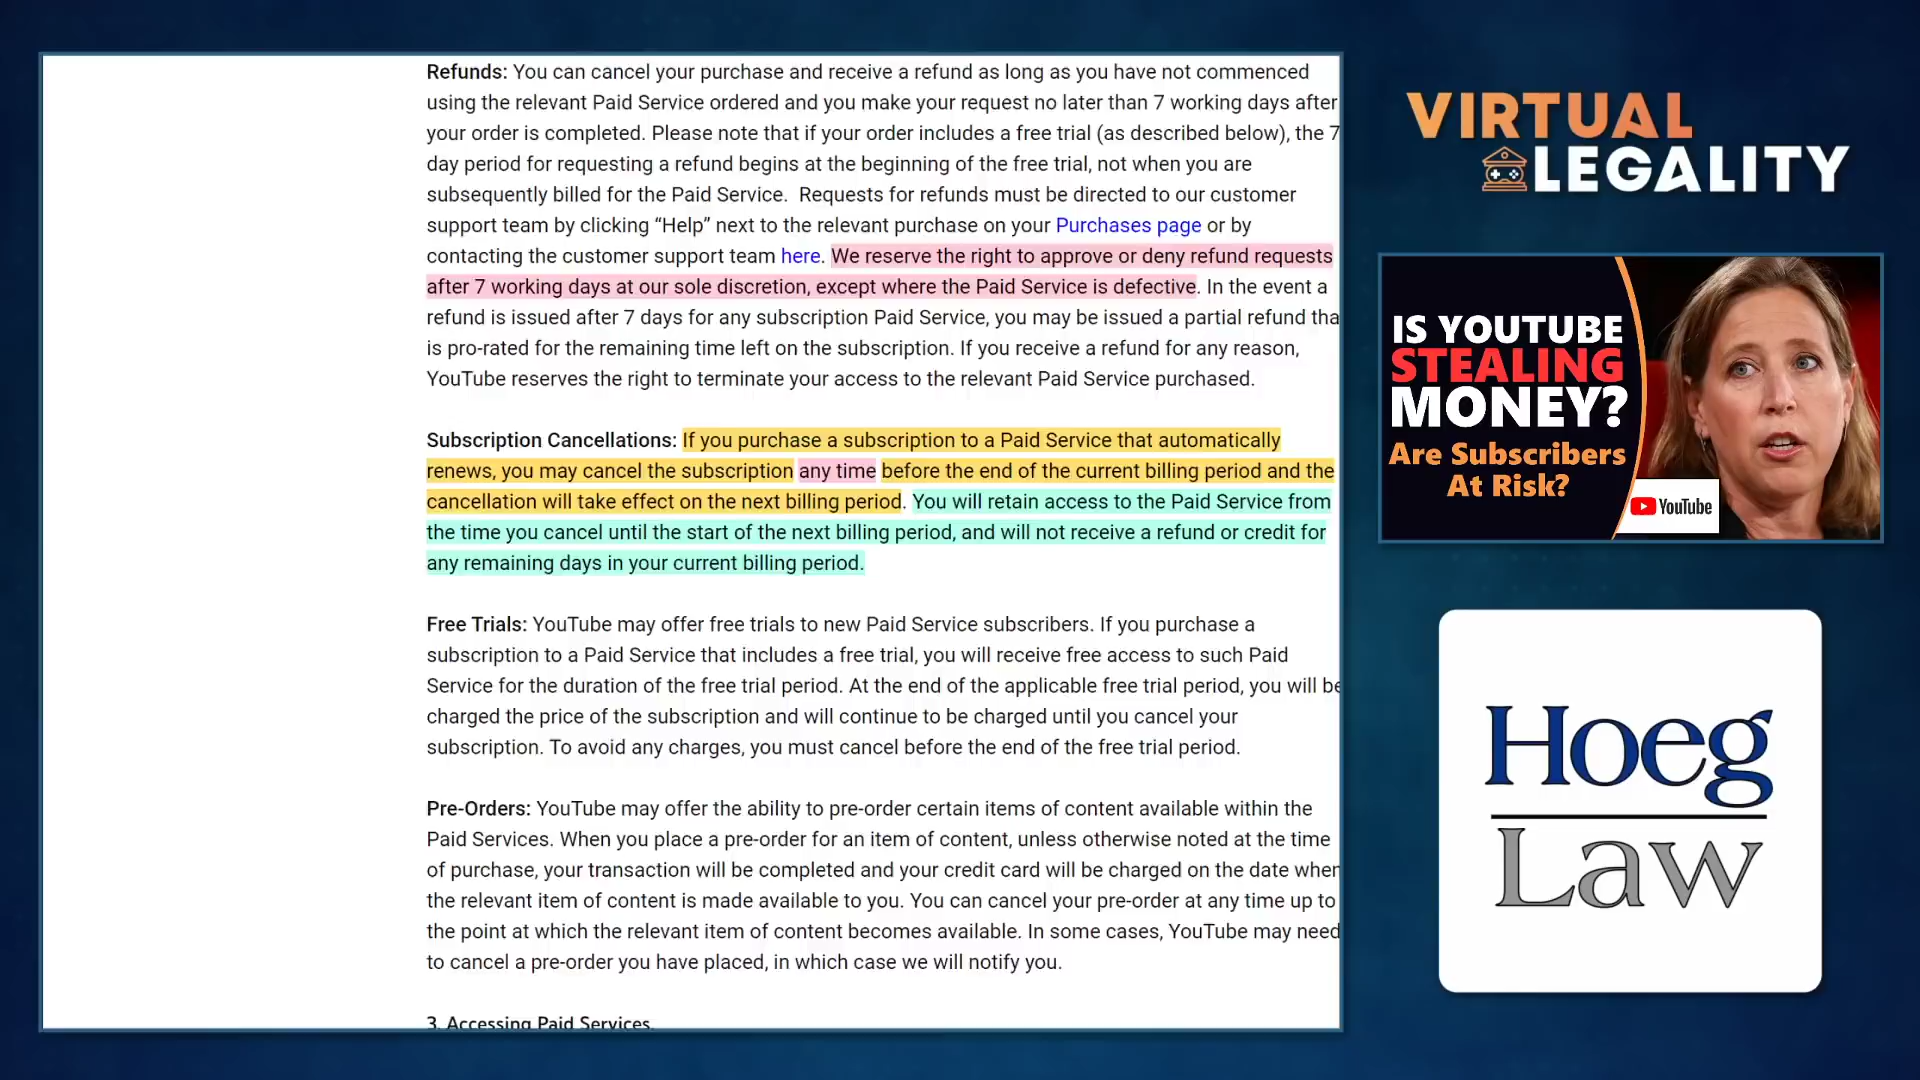 Refunds: You can cancel your purchase and receive a refund as long as you have not commenced
using the relevant Paid Service ordered and you make your request no later than 7 working days after
your order is completed. Please note that if your order includes a free trial (as described below), the 7
day period for requesting a refund begins at the beginning of the free trial, not when you are
subsequently billed for the Paid Service. Requests for refunds must be directed to our customer
support team by clicking “Help” next to the relevant purchase on your Purchases page or by
contacting the customer support team here. We reserve the right to approve or deny refund requests
after 7 working days at our sole discretion, except where the Paid Service is defective. In the event a
refund is issued after 7 days for any subscription Paid Service, you may be issued a partial refund tha
is pro-rated for the remaining time left on the subscription. If you receive a refund for any reason,
YouTube reserves the right to terminate your access to the relevant Paid Service purchased.
Subscription Cancellations: If you purchase a subscription to a Paid Service that automatically
renews, you may cancel the subscription any time before the end of the current billing period and the
cancellation will take effect on the next billing period. You will retain access to the Paid Service from
the time you cancel until the start of the next billing period, and will not receive a refund or credit for
any remaining days in your current billing period.
Free Trials: YouTube may offer free trials to new Paid Service subscribers. If you purchase a
subscription to a Paid Service that includes a free trial, you will receive free access to such Paid
Service for the duration of the free trial period. At the end of the applicable free trial period, you will be
charged the price of the subscription and will continue to be charged until you cancel your
subscription. To avoid any charges, you must cancel before the end of the free trial period.
Pre-Orders: YouTube may offer the ability to pre-order certain items of content available within the
Paid Services. When you place a pre-order for an item of content, unless otherwise noted at the time
of purchase, your transaction will be completed and your credit card will be charged on the date when
the relevant item of content is made available to you. You can cancel your pre-order at any time up to
the point at which the relevant item of content becomes available. In some cases, YouTube may need
to cancel a pre-order you have placed, in which case we will notify you.
3. Accessing Paid Services.
VIRTUAL
LEGALITY
IS YOUTUBE
STEALING
MONEY?
Are Subscribers
At Risk?
YouTube
Hoeg
Law